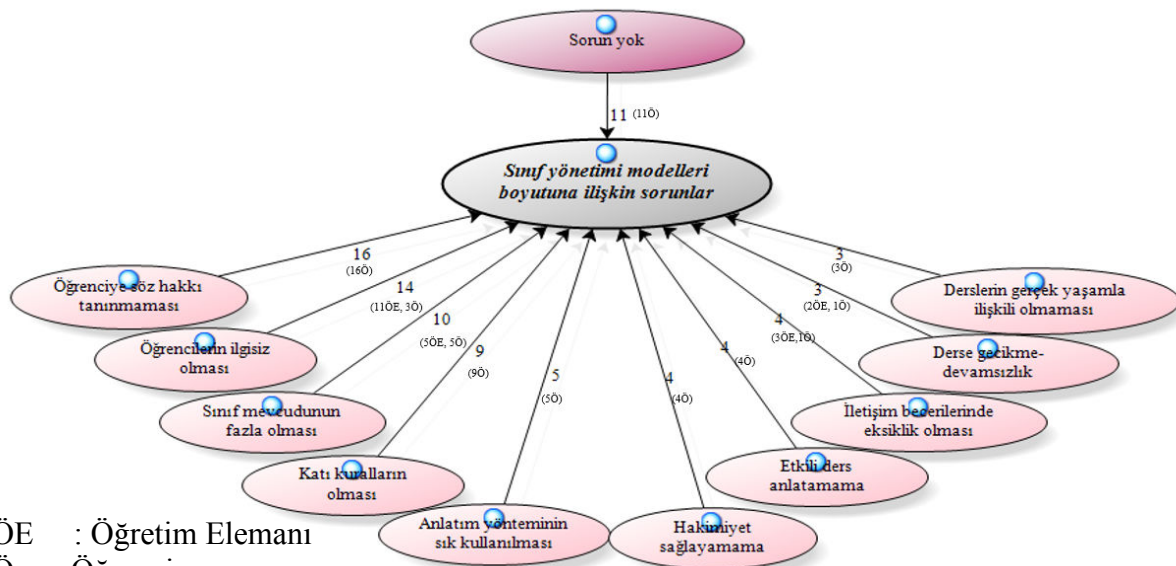 Sorun yok
11 (11Ö)
Sınıf yönetimi modelleri
boyutuna ilişkin sorunlar
16
(16Ö)
Öğrenciye söz hakkı
tanınmaması
14
(11ÖE, 3Ö)
Öğrencilerin ilgisiz
olması
10
(5ÖE, 5Ö)
Sınıf mevcudunun
fazla olması
9
(9Ö)
Katı kuralların
olması
5
(5Ö)
Anlatım yönteminin
sık kullanılması
4
(4Ö)
Hakimiyet
sağlayamama
4
(4Ö)
Etkili ders
anlatamama
4
(3ÖE,1Ö)
İletişim becerilerinde
eksiklik olması
3
(2ÖE, 1Ö)
Derse gecikme-
devamsızlık
3
(3Ö)
Derslerin gerçek yaşamla
ilişkili olmaması
ÖE : Öğretim Elemanı